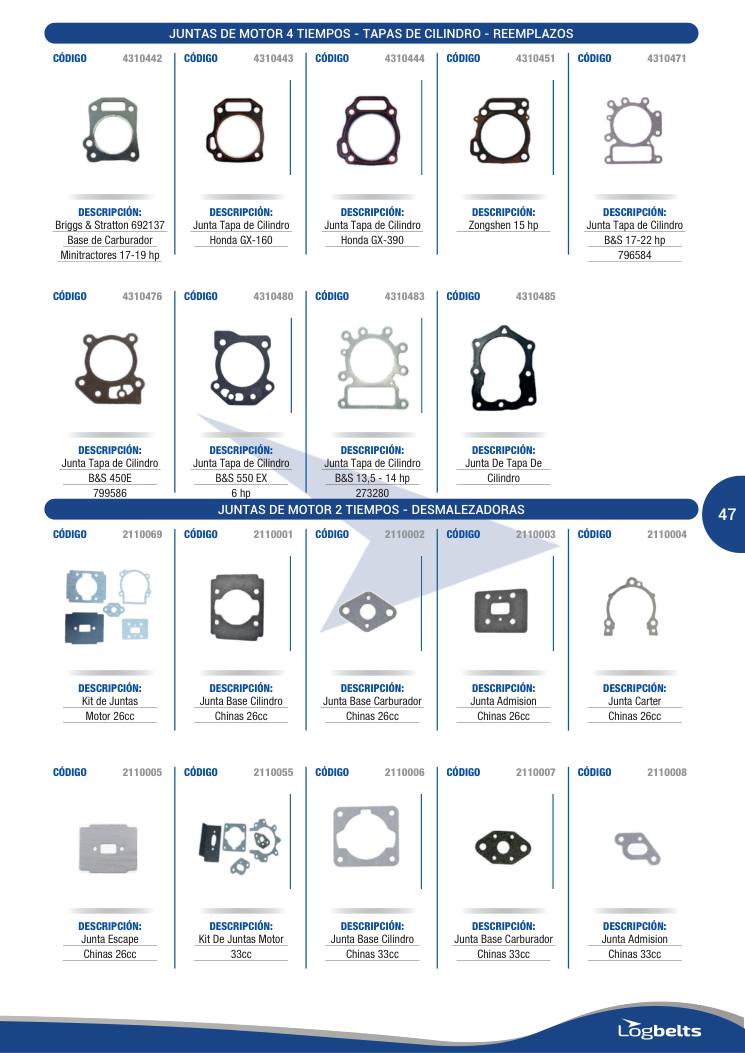 JUNTAS DE MOTOR 4 TIEMPOS - TAPAS DE CILINDRO - REEMPLAZOS
CÓDIGO 4310442
DESCRIPCIÓN:
Briggs & Stratton 692137
Base de Carburador
Minitractores 17-19 hp
CÓDIGO 4310443
DESCRIPCIÓN:
Junta Tapa de Cilindro
Honda GX-160
CÓDIGO 4310444
DESCRIPCIÓN:
Junta Tapa de Cilindro
Honda GX-390
CÓDIGO 4310451
DESCRIPCIÓN:
Zongshen 15 hp
CÓDIGO 4310471
DESCRIPCIÓN:
Junta Tapa de Cilindro
B&S 17-22 hp
796584
CÓDIGO 4310476
DESCRIPCIÓN:
Junta Tapa de Cilindro
B&S 450E
799586
CÓDIGO 4310480
DESCRIPCIÓN:
Junta Tapa de Cilindro
B&S 550 EX
6 hp
CÓDIGO 4310483
DESCRIPCIÓN:
Junta Tapa de Cilindro
B&S 13,5 - 14 hp
273280
CÓDIGO 4310485
DESCRIPCIÓN:
Junta De Tapa De
Cilindro
47
JUNTAS DE MOTOR 2 TIEMPOS - DESMALEZADORAS
CÓDIGO 2110069
DESCRIPCIÓN:
Kit de Juntas
Motor 26cc
CÓDIGO 2110001
DESCRIPCIÓN:
Junta Base Cilindro
Chinas 26cc
CÓDIGO 2110002
DESCRIPCIÓN:
Junta Base Carburador
Chinas 26cc
CÓDIGO 2110003
DESCRIPCIÓN:
Junta Admision
Chinas 26cc
CÓDIGO 2110004
DESCRIPCIÓN:
Junta Carter
Chinas 26cc
CÓDIGO 2110005
DESCRIPCIÓN:
Junta Escape
Chinas 26cc
CÓDIGO 2110055
DESCRIPCIÓN:
Kit De Juntas Motor
33cc
CÓDIGO 2110006
DESCRIPCIÓN:
Junta Base Cilindro
Chinas 33cc
CÓDIGO 2110007
DESCRIPCIÓN:
Junta Base Carburador
Chinas 33cc
CÓDIGO 2110008
DESCRIPCIÓN:
Junta Admision
Chinas 33cc
Logbelts